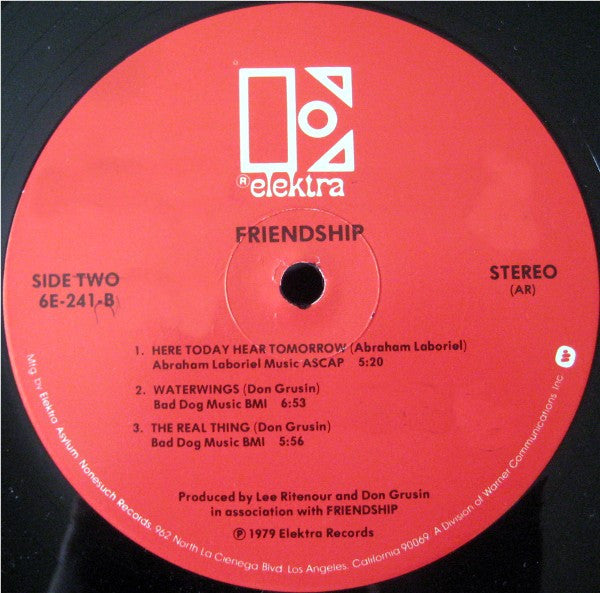 ® elektra
FRIENDSHIP
SIDE TWO
6E-241-B
STEREO
(AR)
1. HERE TODAY HEAR TOMORROW (Abraham Laboriel)
Abraham Laboriel Music ASCAP 5:20
2. WATERWINGS (Don Grusin)
Bad Dog Music BMI 6:53
3. THE REAL THING (Don Grusin)
Bad Dog Music BMI 5:56
Produced by Lee Ritenour and Don Grusin
in association with FRIENDSHIP
℗ 1979 Elektra Records
Mfg. by Elektra Asylum Nonesuch Records, 962 North La Cienega Blvd. Los Angeles, California 90069 A Division of Warner Communications Inc.